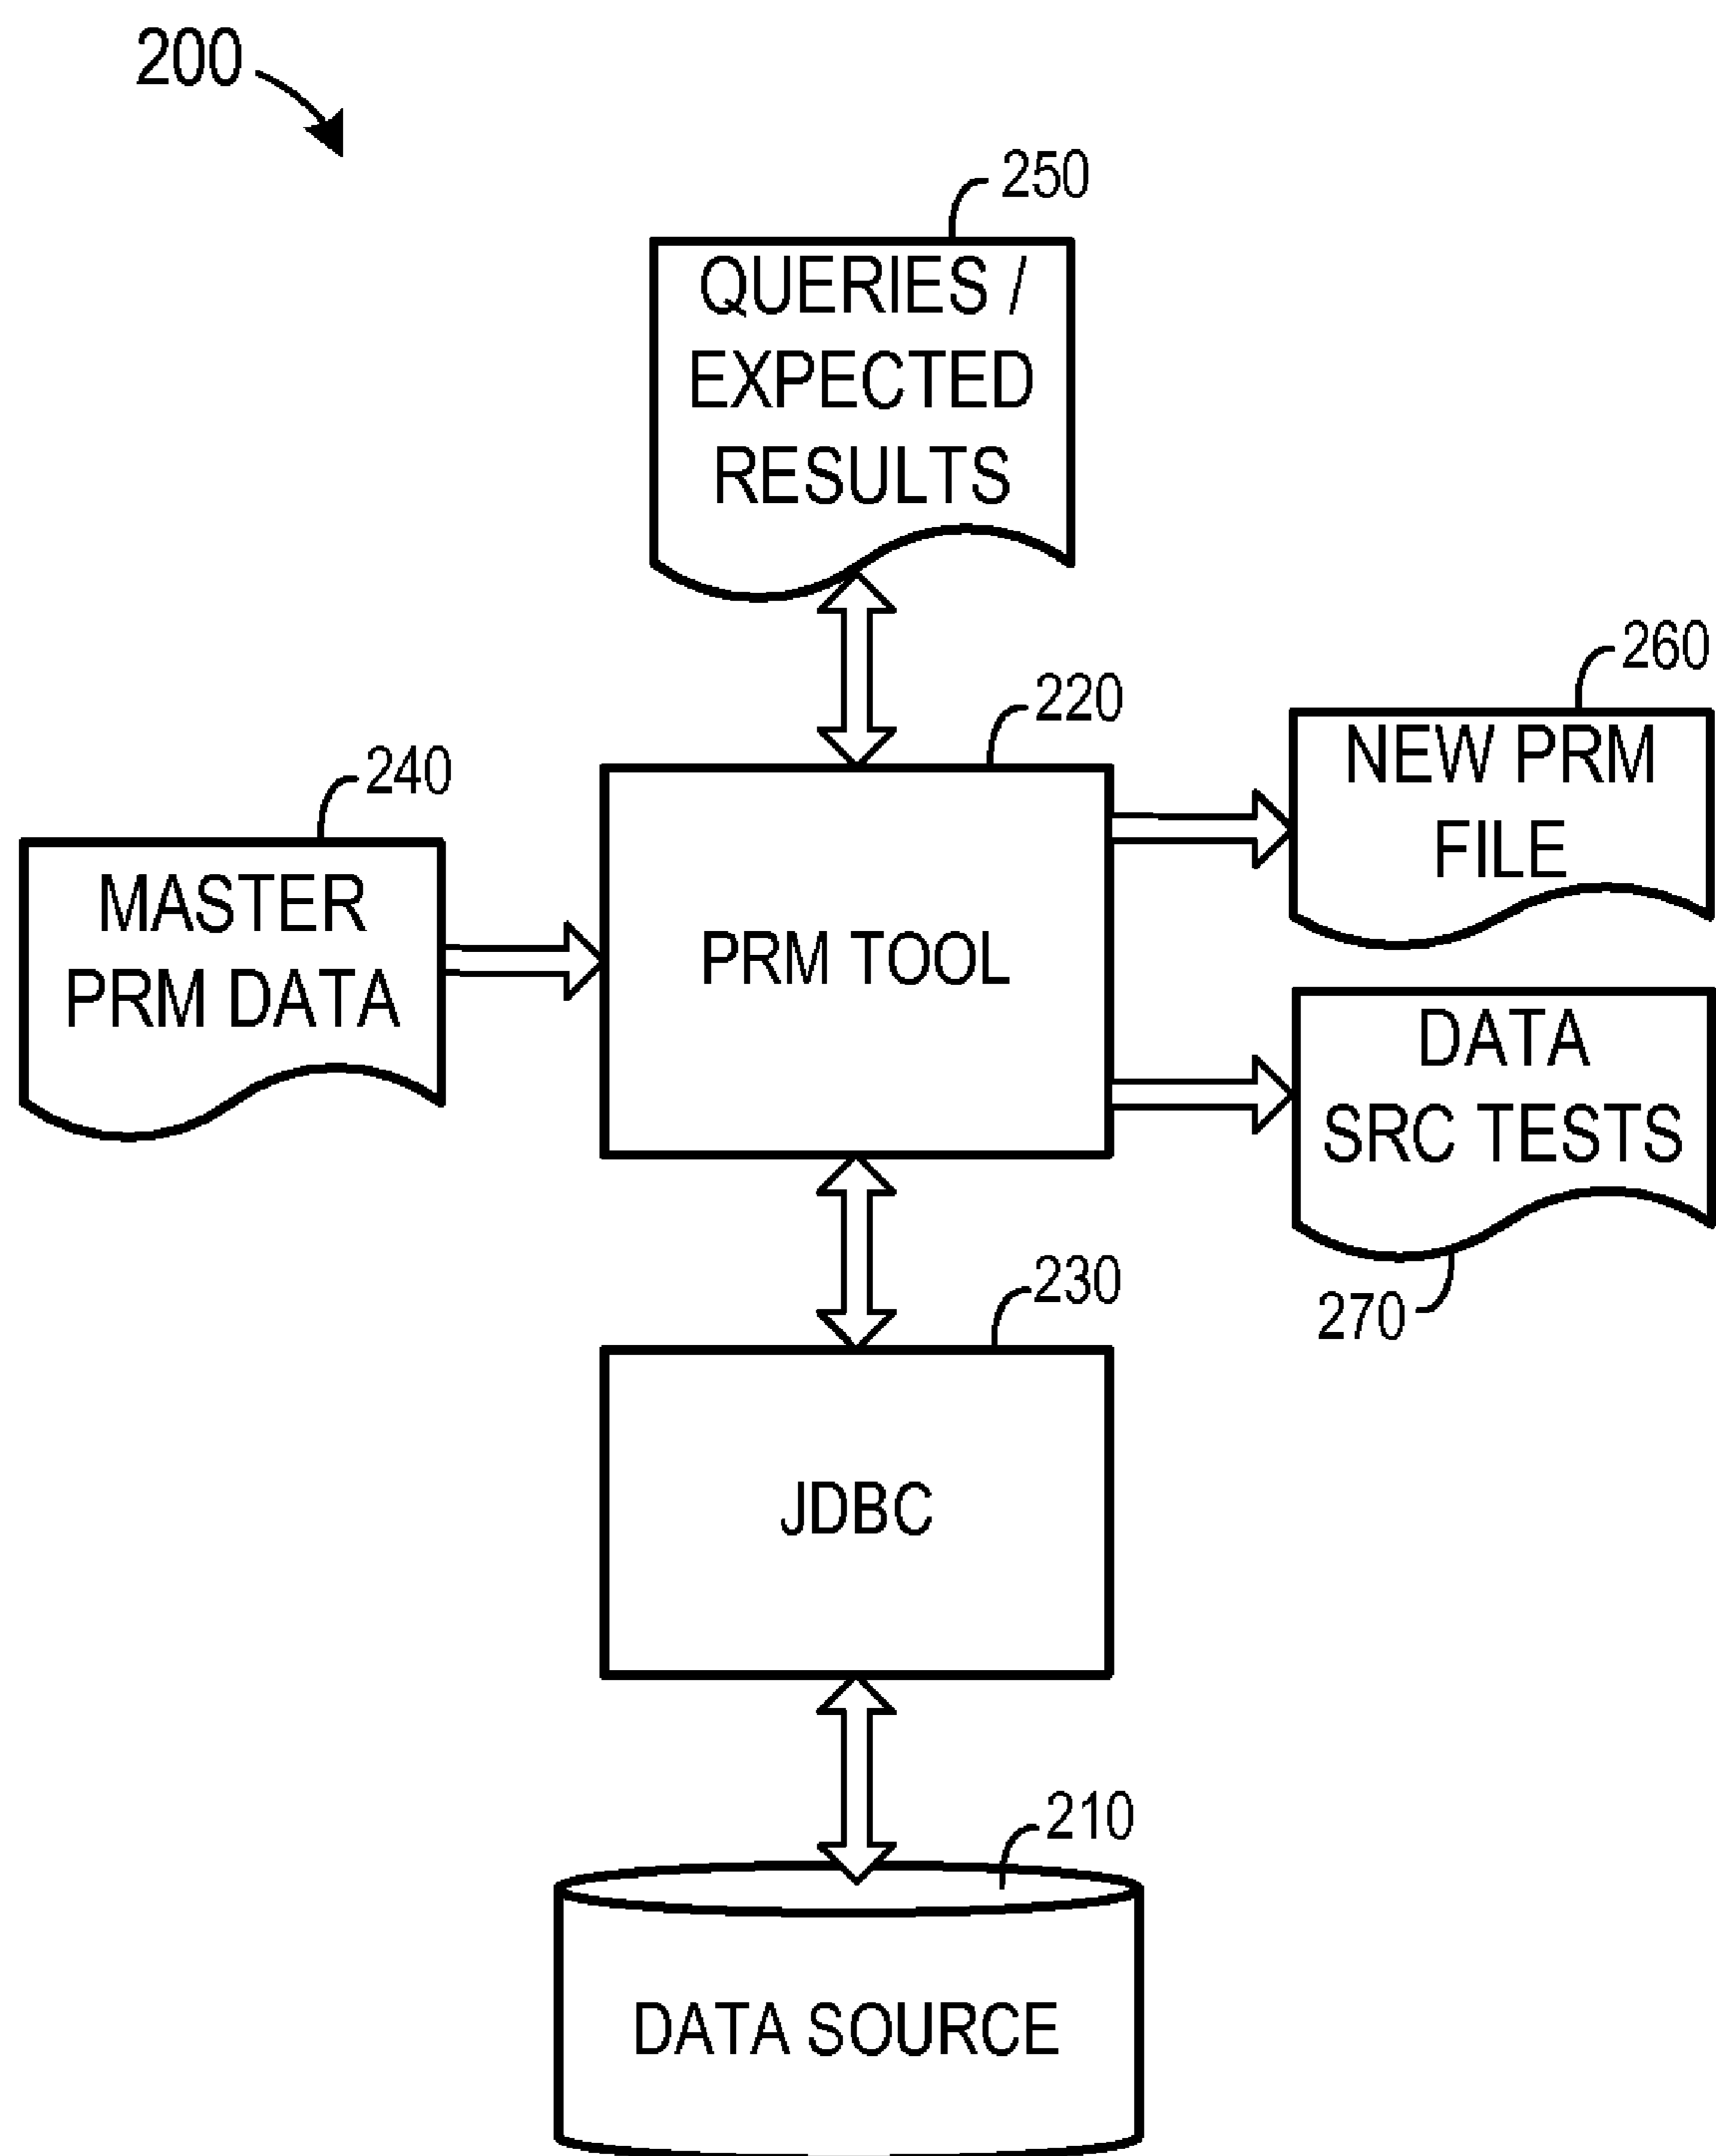 200
250
QUERIES /
EXPECTED
RESULTS
260
NEW PRM
FILE
220
PRM TOOL
240
MASTER
PRM DATA
DATA
SRC TESTS
270
230
JDBC
210
DATA SOURCE